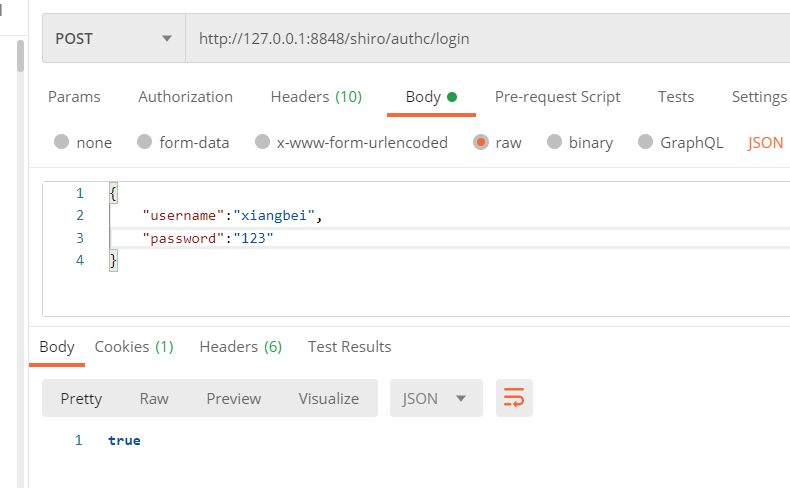 POST http://127.0.0.1:8848/shiro/authc/login
Params Authorization Headers (10) Body Pre-request Script Tests Settings
none form-data x-www-form-urlencoded raw binary GraphQL JSON
1 {
2 "username":"xiangbei",
3 "password":"123"
4 }
Body Cookies (1) Headers (6) Test Results
Pretty Raw Preview Visualize JSON
1 true